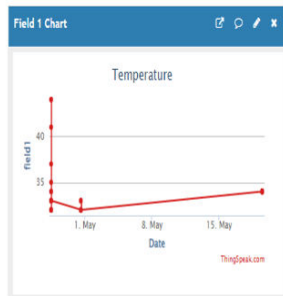 Field 1 Chart
Temperature
field1
40
35
1. May
8. May
15. May
Date
ThingSpeak.com